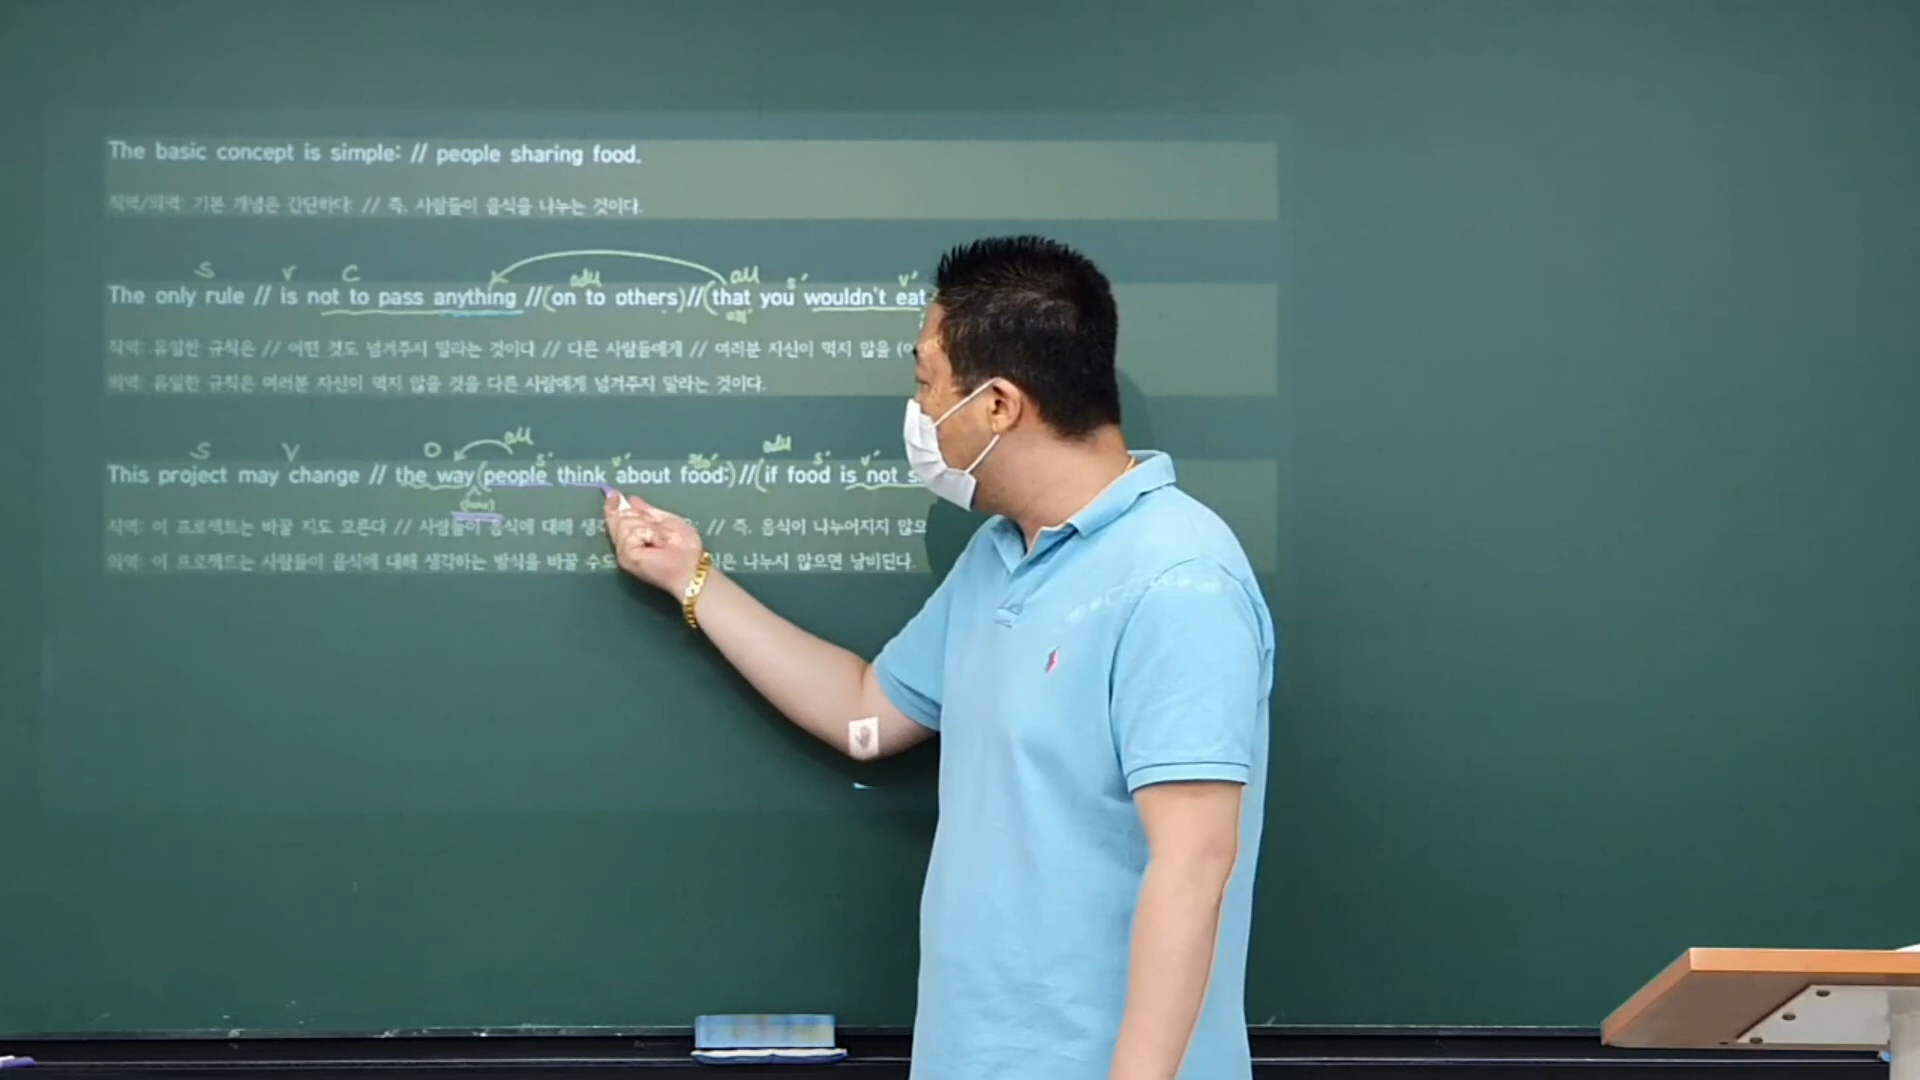 The basic concept is simple: // people sharing food.
직역/의역: 기본 개념은 간단하다: // 즉, 사람들이 음식을 나누는 것이다.
S V C
The only rule // is not to pass anything // (on to others) // (that you wouldn't eat
S' V'
직역: 유일한 규칙은 // 어떤 것도 넘겨주지 말라는 것이다 // 다른 사람들에게 // 여러분 자신이 먹지 않을
의역: 유일한 규칙은 여러분 자신이 먹지 않을 것을 다른 사람에게 넘겨주지 말라는 것이다.
S V O
This project may change // the way (people think about food:) // (if food is not
S' V' S' V'
(how)
직역: 이 프로젝트는 바꿀 지도 모른다 // 사람들이 음식에 대해 // 즉, 음식이 나누어지지
의역: 이 프로젝트는 사람들이 음식에 대해 생각하는 방식을 바꿀 나누지 않으면 낭비된다.